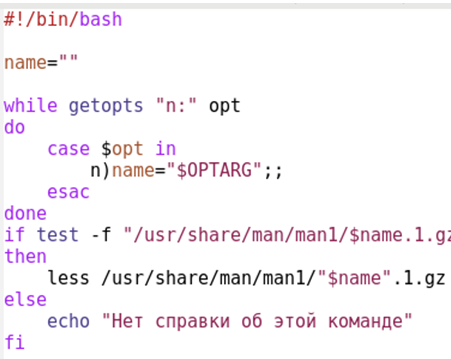 #!/bin/bash
name=""
while getopts "n:" opt
do
case $opt in
n)name="$OPTARG";;
esac
done
if test -f "/usr/share/man/man1/$name.1.gz
then
less /usr/share/man/man1/"$name".1.gz
else
echo "Нет справки об этой команде"
fi